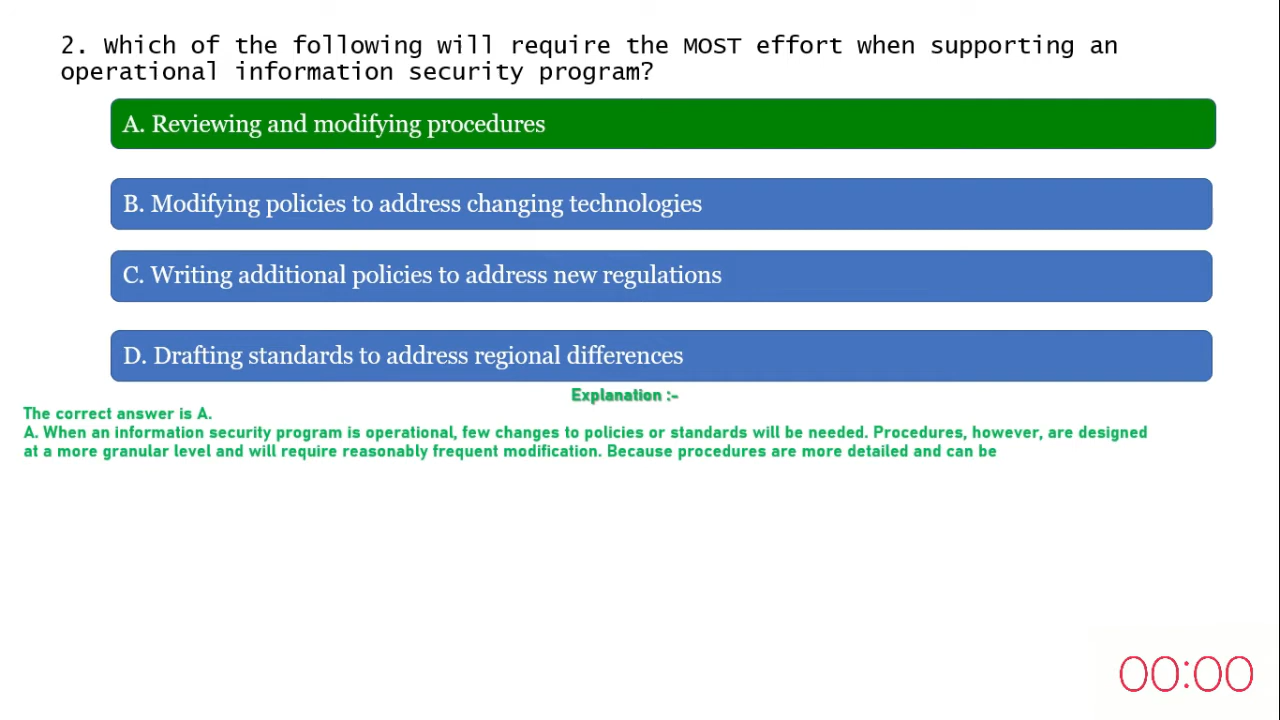 2. Which of the following will require the MOST effort when supporting an
operational information security program?
A. Reviewing and modifying procedures
B. Modifying policies to address changing technologies
C. Writing additional policies to address new regulations
D. Drafting standards to address regional differences
Explanation :-
The correct answer is A.
A. When an information security program is operational, few changes to policies or standards will be needed. Procedures, however, are designed
at a more granular level and will require reasonably frequent modification. Because procedures are more detailed and can be
00:00